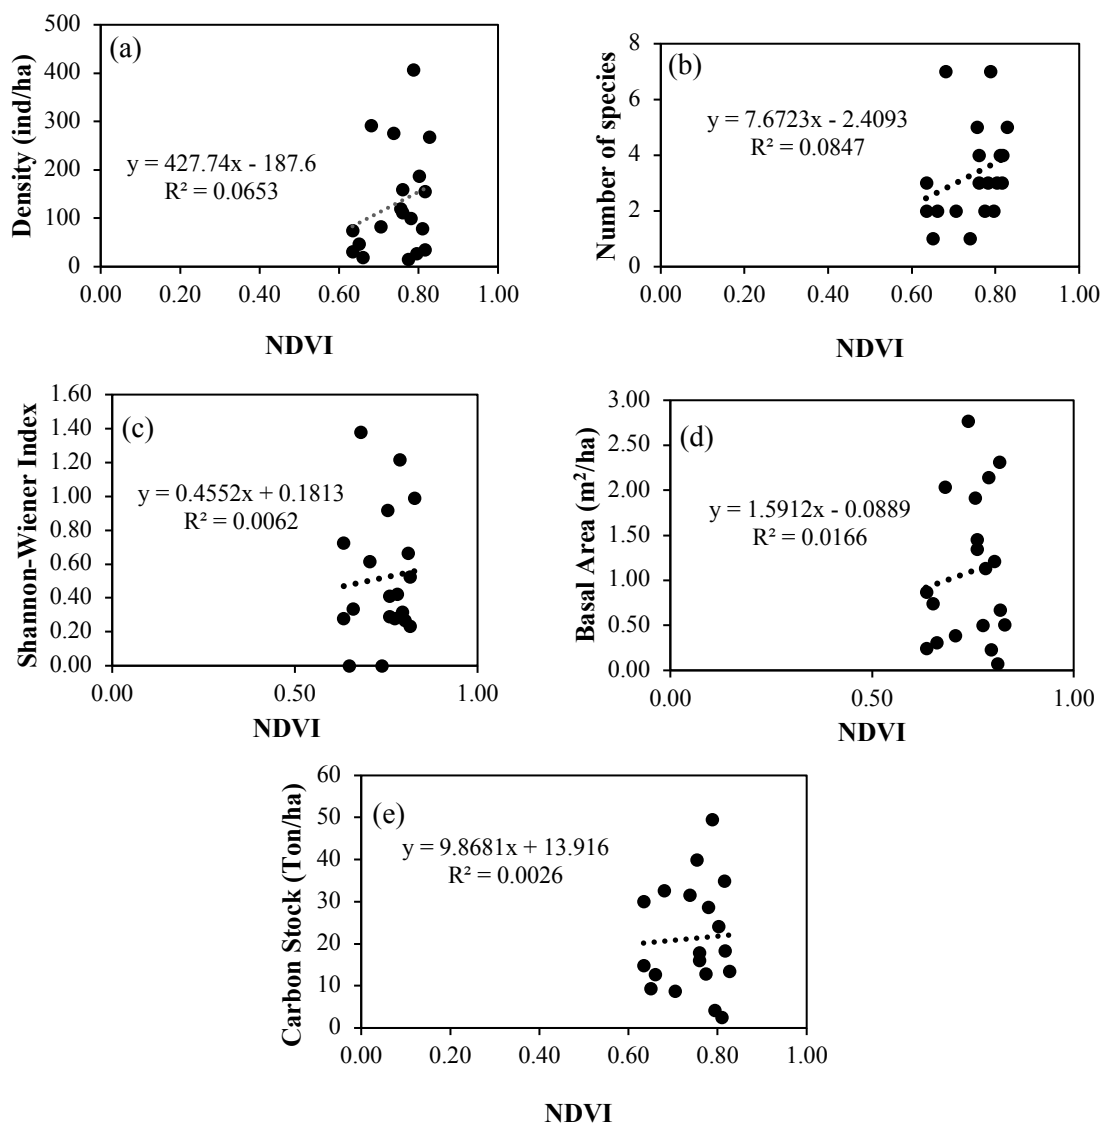 (a)
Density (ind/ha)
500
400
300
200
100
0
y = 427.74x - 187.6
R² = 0.0653
0.00 0.20 0.40 0.60 0.80 1.00
NDVI
(b)
Number of species
8
6
4
2
0
y = 7.6723x - 2.4093
R² = 0.0847
0.00 0.20 0.40 0.60 0.80 1.00
NDVI
(c)
Shannon-Wiener Index
1.60
1.40
1.20
1.00
0.80
0.60
0.40
0.20
0.00
y = 0.4552x + 0.1813
R² = 0.0062
0.00 0.50 1.00
NDVI
(d)
Basal Area (m²/ha)
3.00
2.50
2.00
1.50
1.00
0.50
0.00
y = 1.5912x - 0.0889
R² = 0.0166
0.00 0.50 1.00
NDVI
(e)
Carbon Stock (Ton/ha)
60
50
40
30
20
10
0
y = 9.8681x + 13.916
R² = 0.0026
0.00 0.20 0.40 0.60 0.80 1.00
NDVI